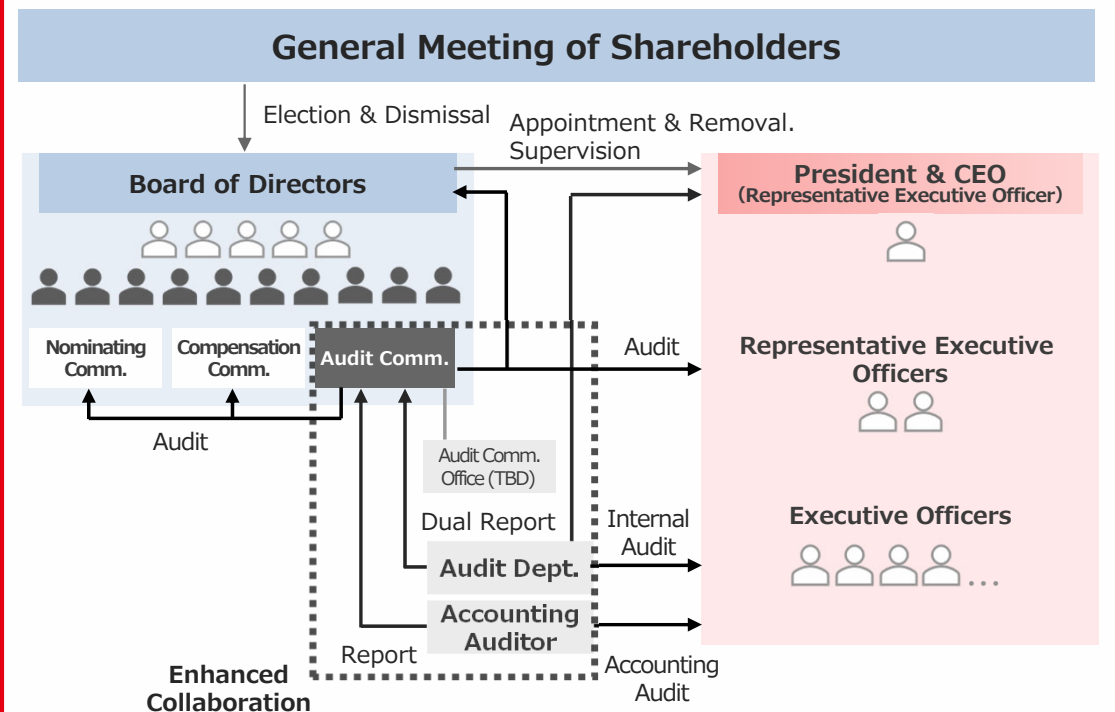 General Meeting of Shareholders
Election & Dismissal
Appointment & Removal.
Supervision
Board of Directors
President & CEO
(Representative Executive Officer)
Nominating
Comm.
Compensation
Comm.
Audit Comm.
Audit
Representative Executive
Officers
Audit
Audit Comm.
Office (TBD)
Dual Report
Internal
Audit
Executive Officers
...
Audit Dept.
Accounting
Auditor
Report
Accounting
Audit
Enhanced
Collaboration